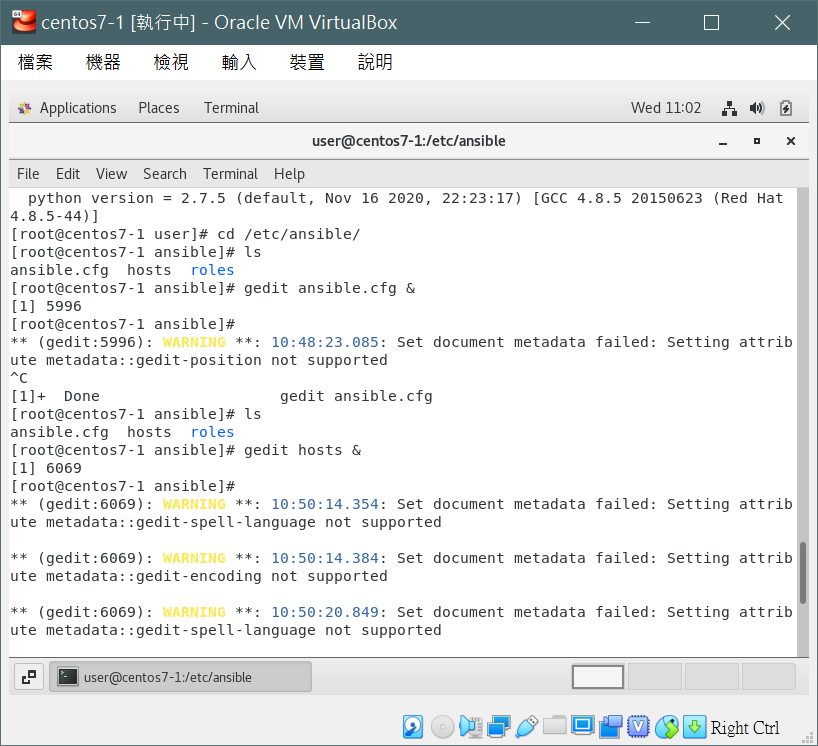 centos7-1 [執行中] - Oracle VM VirtualBox
檔案 機器 檢視 輸入 裝置 說明
Applications Places Terminal Wed 11:02
user@centos7-1:/etc/ansible
File Edit View Search Terminal Help
  python version = 2.7.5 (default, Nov 16 2020, 22:23:17) [GCC 4.8.5 20150623 (Red Hat
4.8.5-44)]
[root@centos7-1 user]# cd /etc/ansible/
[root@centos7-1 ansible]# ls
ansible.cfg  hosts  roles
[root@centos7-1 ansible]# gedit ansible.cfg &
[1] 5996
[root@centos7-1 ansible]#
** (gedit:5996): WARNING **: 10:48:23.085: Set document metadata failed: Setting attrib
ute metadata::gedit-position not supported
^C
[1]+  Done                    gedit ansible.cfg
[root@centos7-1 ansible]# ls
ansible.cfg  hosts  roles
[root@centos7-1 ansible]# gedit hosts &
[1] 6069
[root@centos7-1 ansible]#
** (gedit:6069): WARNING **: 10:50:14.354: Set document metadata failed: Setting attrib
ute metadata::gedit-spell-language not supported
** (gedit:6069): WARNING **: 10:50:14.384: Set document metadata failed: Setting attrib
ute metadata::gedit-encoding not supported
** (gedit:6069): WARNING **: 10:50:20.849: Set document metadata failed: Setting attrib
ute metadata::gedit-spell-language not supported
user@centos7-1:/etc/ansible
Right Ctrl